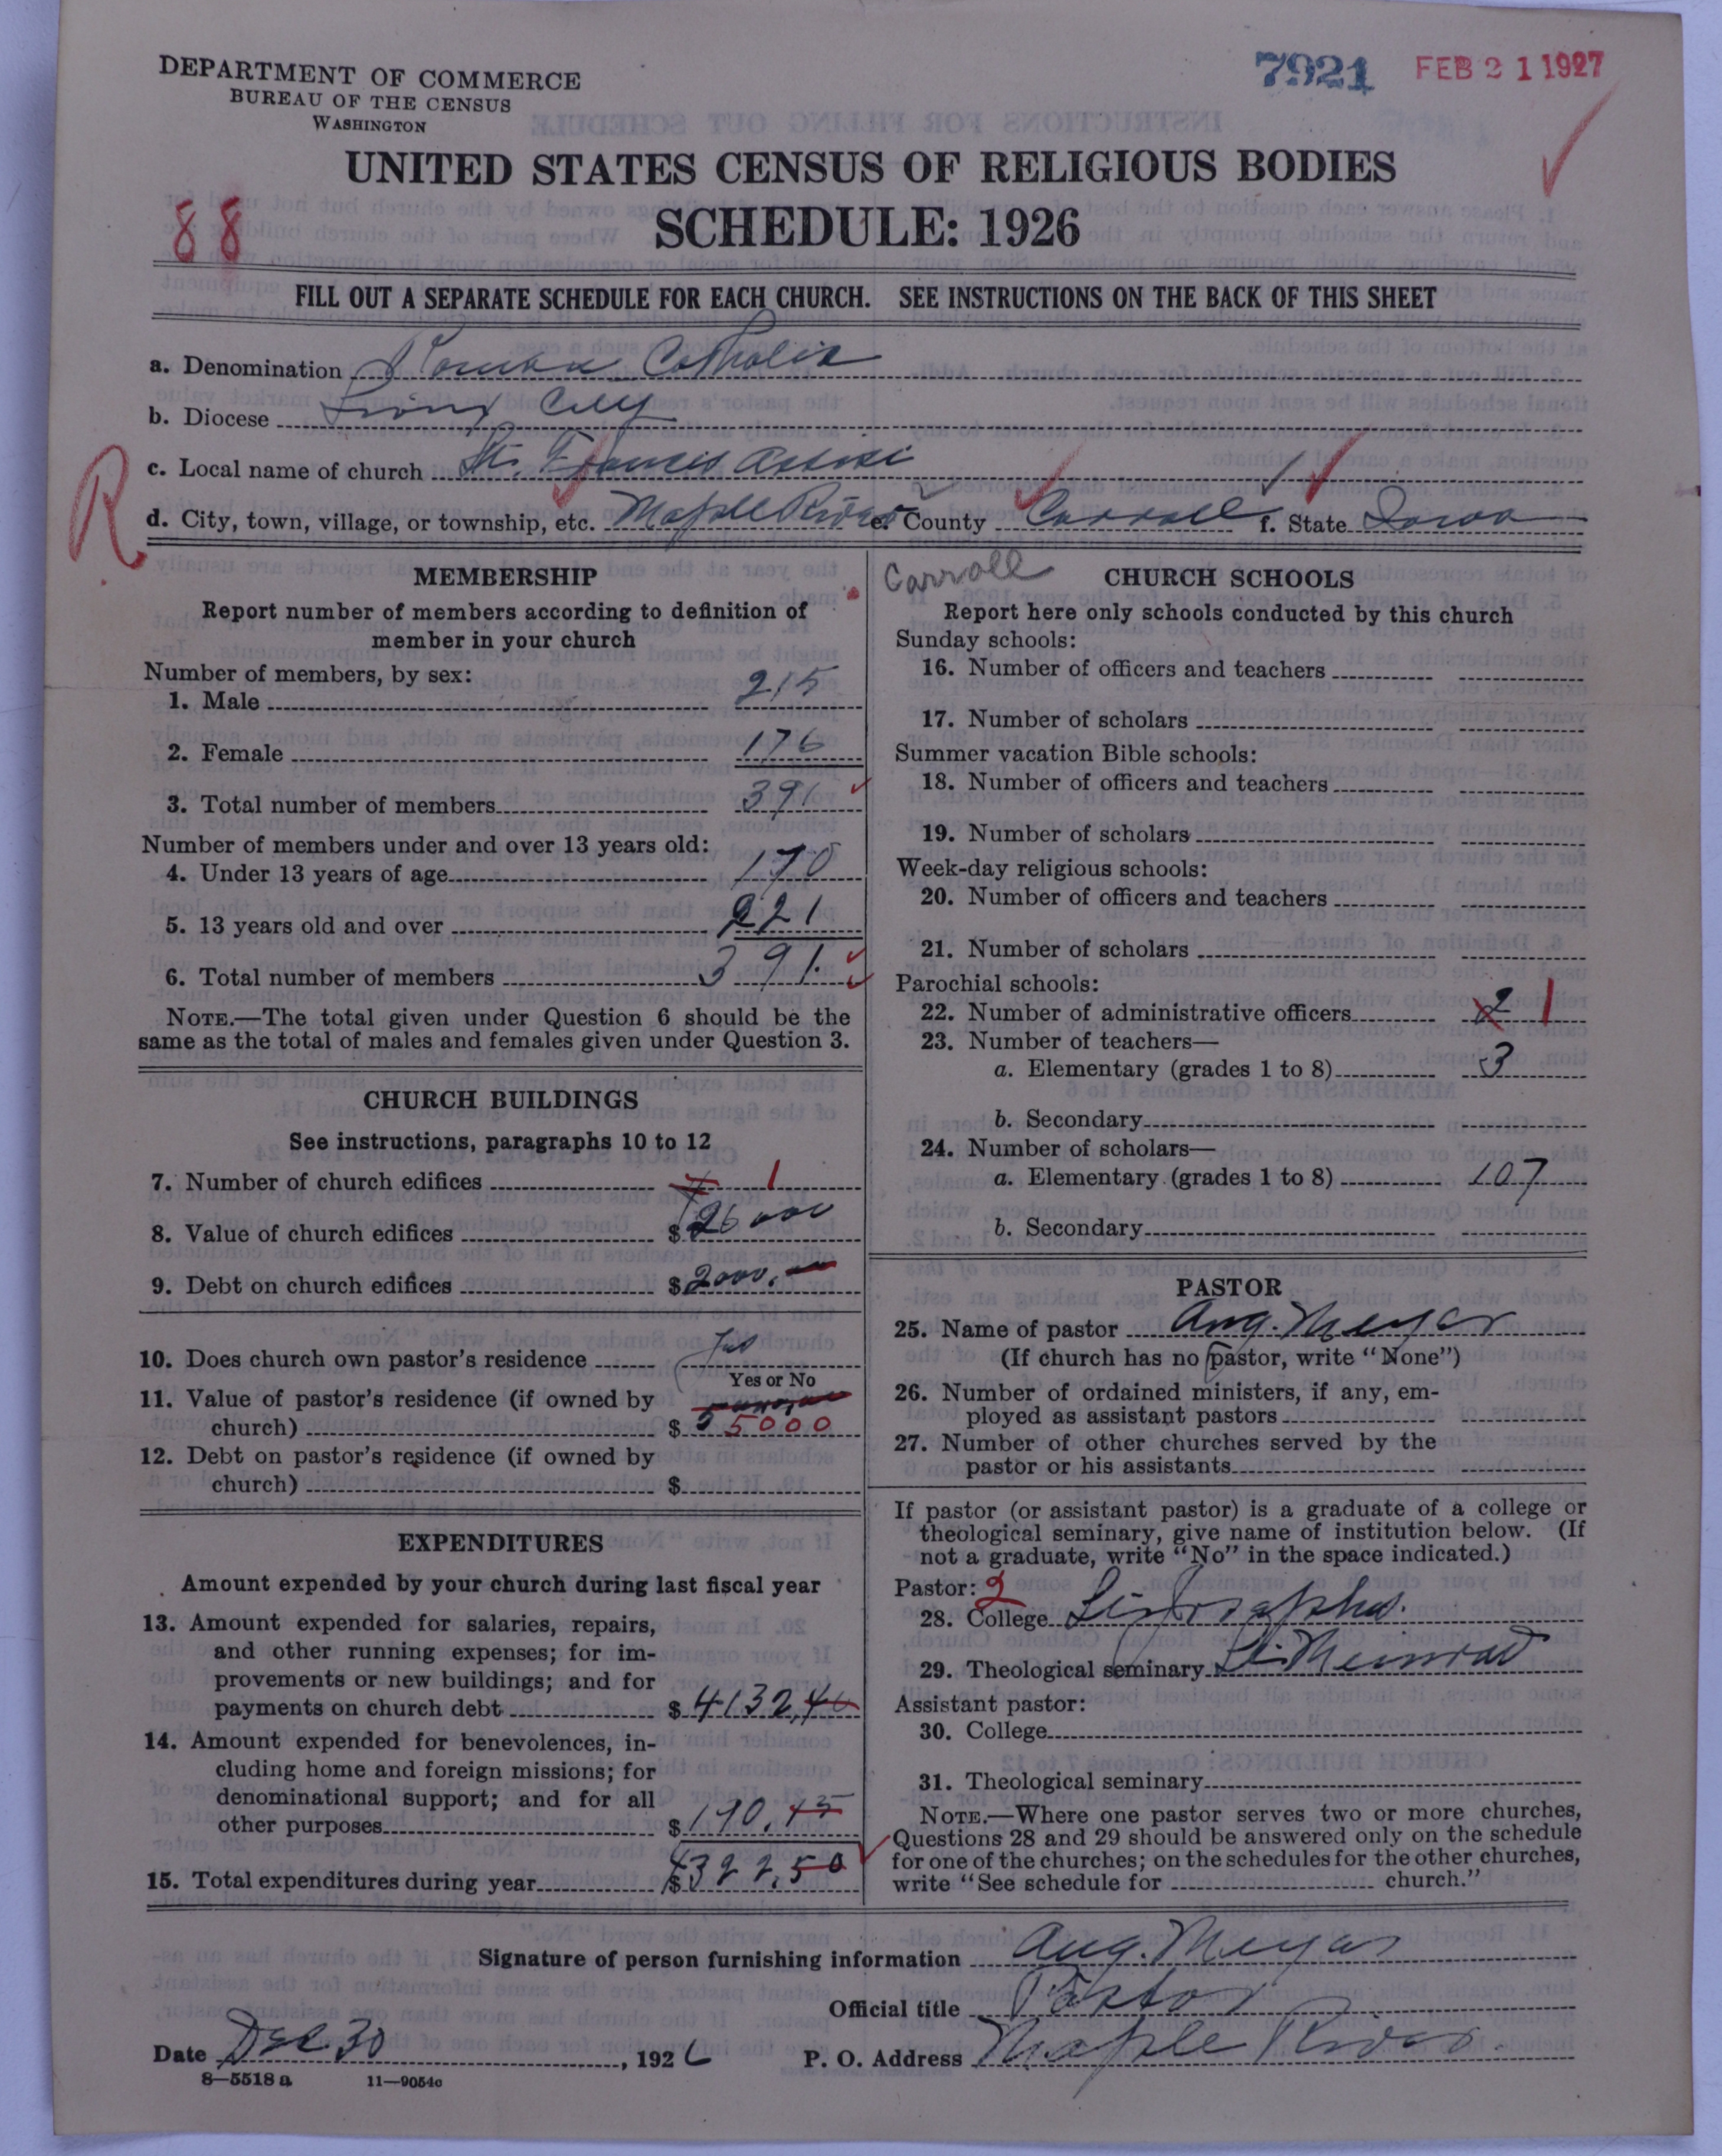 DEPARTMENT OF COMMERCE
BUREAU OF THE CENSUS
WASHINGTON
7921 FEB 21 1927
UNITED STATES CENSUS OF RELIGIOUS BODIES
SCHEDULE: 1926
88
FILL OUT A SEPARATE SCHEDULE FOR EACH CHURCH. SEE INSTRUCTIONS ON THE BACK OF THIS SHEET
a. Denomination Roman Catholic
b. Diocese Sioux City
c. Local name of church St. Francis Assisi
R
d. City, town, village, or township, etc. Maple River e. County Carroll f. State Iowa
MEMBERSHIP
Report number of members according to definition of
member in your church
Number of members, by sex:
1. Male 215
2. Female 176
3. Total number of members 391
Number of members under and over 13 years old:
4. Under 13 years of age 170
5. 13 years old and over 221
6. Total number of members 391.
NOTE.—The total given under Question 6 should be the
same as the total of males and females given under Question 3.
CHURCH BUILDINGS
See instructions, paragraphs 10 to 12
7. Number of church edifices 1
8. Value of church edifices $ 26000
9. Debt on church edifices $ 2000.
10. Does church own pastor's residence Yes
Yes or No
11. Value of pastor's residence (if owned by
church) $ 5000
12. Debt on pastor's residence (if owned by
church) $
EXPENDITURES
Amount expended by your church during last fiscal year
13. Amount expended for salaries, repairs,
and other running expenses; for im-
provements or new buildings; and for
payments on church debt $ 4132,40
14. Amount expended for benevolences, in-
cluding home and foreign missions; for
denominational support; and for all
other purposes $ 190.45
15. Total expenditures during year $ 4322.50
Carroll
CHURCH SCHOOLS
Report here only schools conducted by this church
Sunday schools:
16. Number of officers and teachers
17. Number of scholars
Summer vacation Bible schools:
18. Number of officers and teachers
19. Number of scholars
Week-day religious schools:
20. Number of officers and teachers
21. Number of scholars
Parochial schools:
22. Number of administrative officers 2 1
23. Number of teachers—
a. Elementary (grades 1 to 8) 3
b. Secondary
24. Number of scholars—
a. Elementary (grades 1 to 8) 107
b. Secondary
PASTOR
25. Name of pastor Aug. Meyer
(If church has no pastor, write "None")
26. Number of ordained ministers, if any, em-
ployed as assistant pastors
27. Number of other churches served by the
pastor or his assistants
If pastor (or assistant pastor) is a graduate of a college or
theological seminary, give name of institution below. (If
not a graduate, write "No" in the space indicated.)
Pastor: 2
28. College St Josephs.
29. Theological seminary St. Meinrad
Assistant pastor:
30. College
31. Theological seminary
NOTE.—Where one pastor serves two or more churches,
Questions 28 and 29 should be answered only on the schedule
for one of the churches; on the schedules for the other churches,
write "See schedule for church."
Signature of person furnishing information Aug. Meyer
Official title Pastor
Date Dec 30, 1926 P. O. Address Maple River
8—5518 a 11—9054c